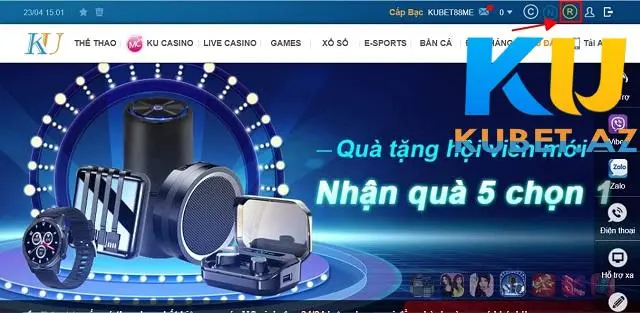 23/04 15:01
Cấp Bạc KUBET88ME 0 C N R
KU THỂ THAO MG KU CASINO LIVE CASINO GAMES XỔ SỐ E-SPORTS BẮN CÁ
KU
KUBET AZ
Viber
Zalo
Zalo
Điện thoại
Hỗ trợ xa
Quà tặng hội viên mới
Nhận quà 5 chọn 1